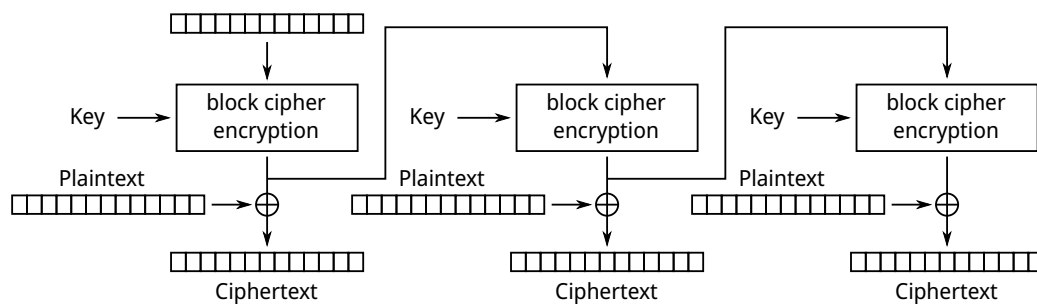 block cipher
encryption
block cipher
encryption
block cipher
encryption
Key
Key
Key
Plaintext
Plaintext
Plaintext
Ciphertext
Ciphertext
Ciphertext